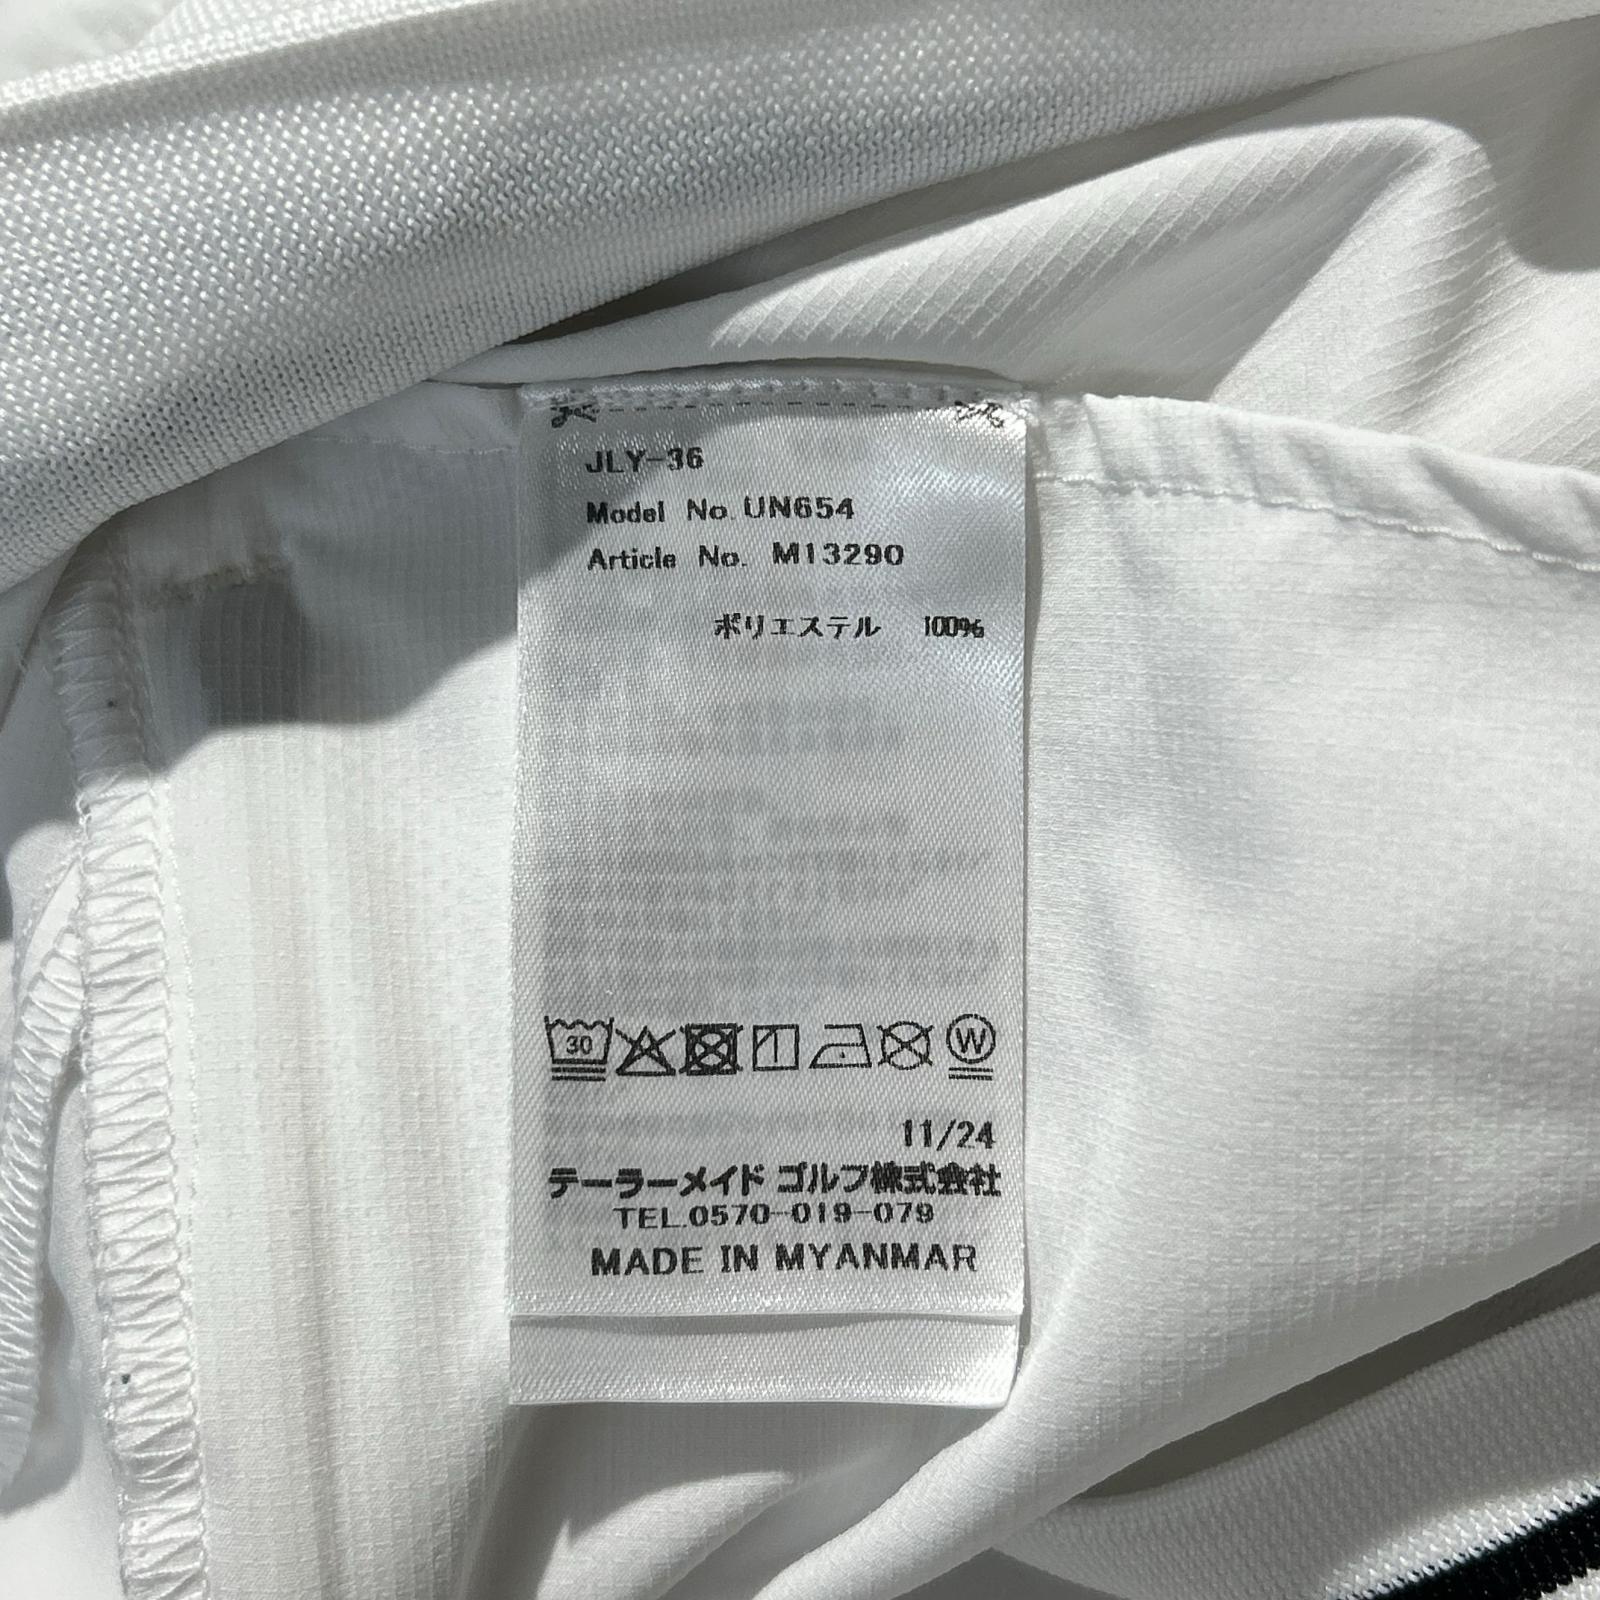 JLY-36
Model No. UN654
Article No. M13290
ポリエステル 100%
30 W
11/24
テーラーメイド ゴルフ株式会社
TEL.0570-019-079
MADE IN MYANMAR